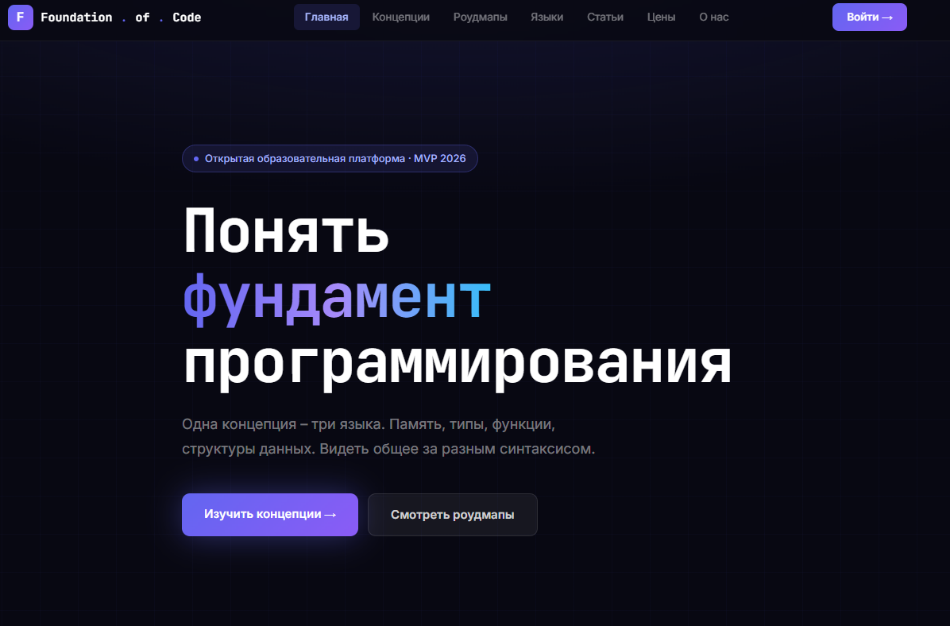 F
Foundation . of . Code
Главная
Концепции
Роудмапы
Языки
Статьи
Цены
О нас
Войти →
Открытая образовательная платформа · MVP 2026
Понять
фундамент
программирования
Одна концепция – три языка. Память, типы, функции,
структуры данных. Видеть общее за разным синтаксисом.
Изучить концепции →
Смотреть роудмапы